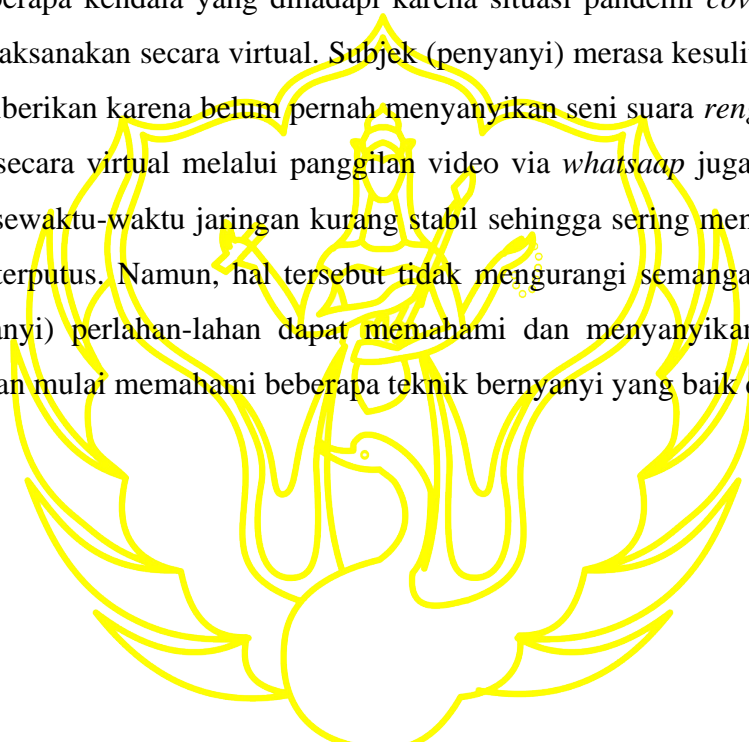 berapa kendala yang dihadapi karena situasi pandemi cov
aksanakan secara virtual. Subjek (penyanyi) merasa kesuli
iberikan karena belum pernah menyanyikan seni suara reng
secara virtual melalui panggilan video via whatsaap juga
sewaktu-waktu jaringan kurang stabil sehingga sering men
terputus. Namun, hal tersebut tidak mengurangi semanga
anyi) perlahan-lahan dapat memahami dan menyanyikan
an mulai memahami beberapa teknik bernyanyi yang baik